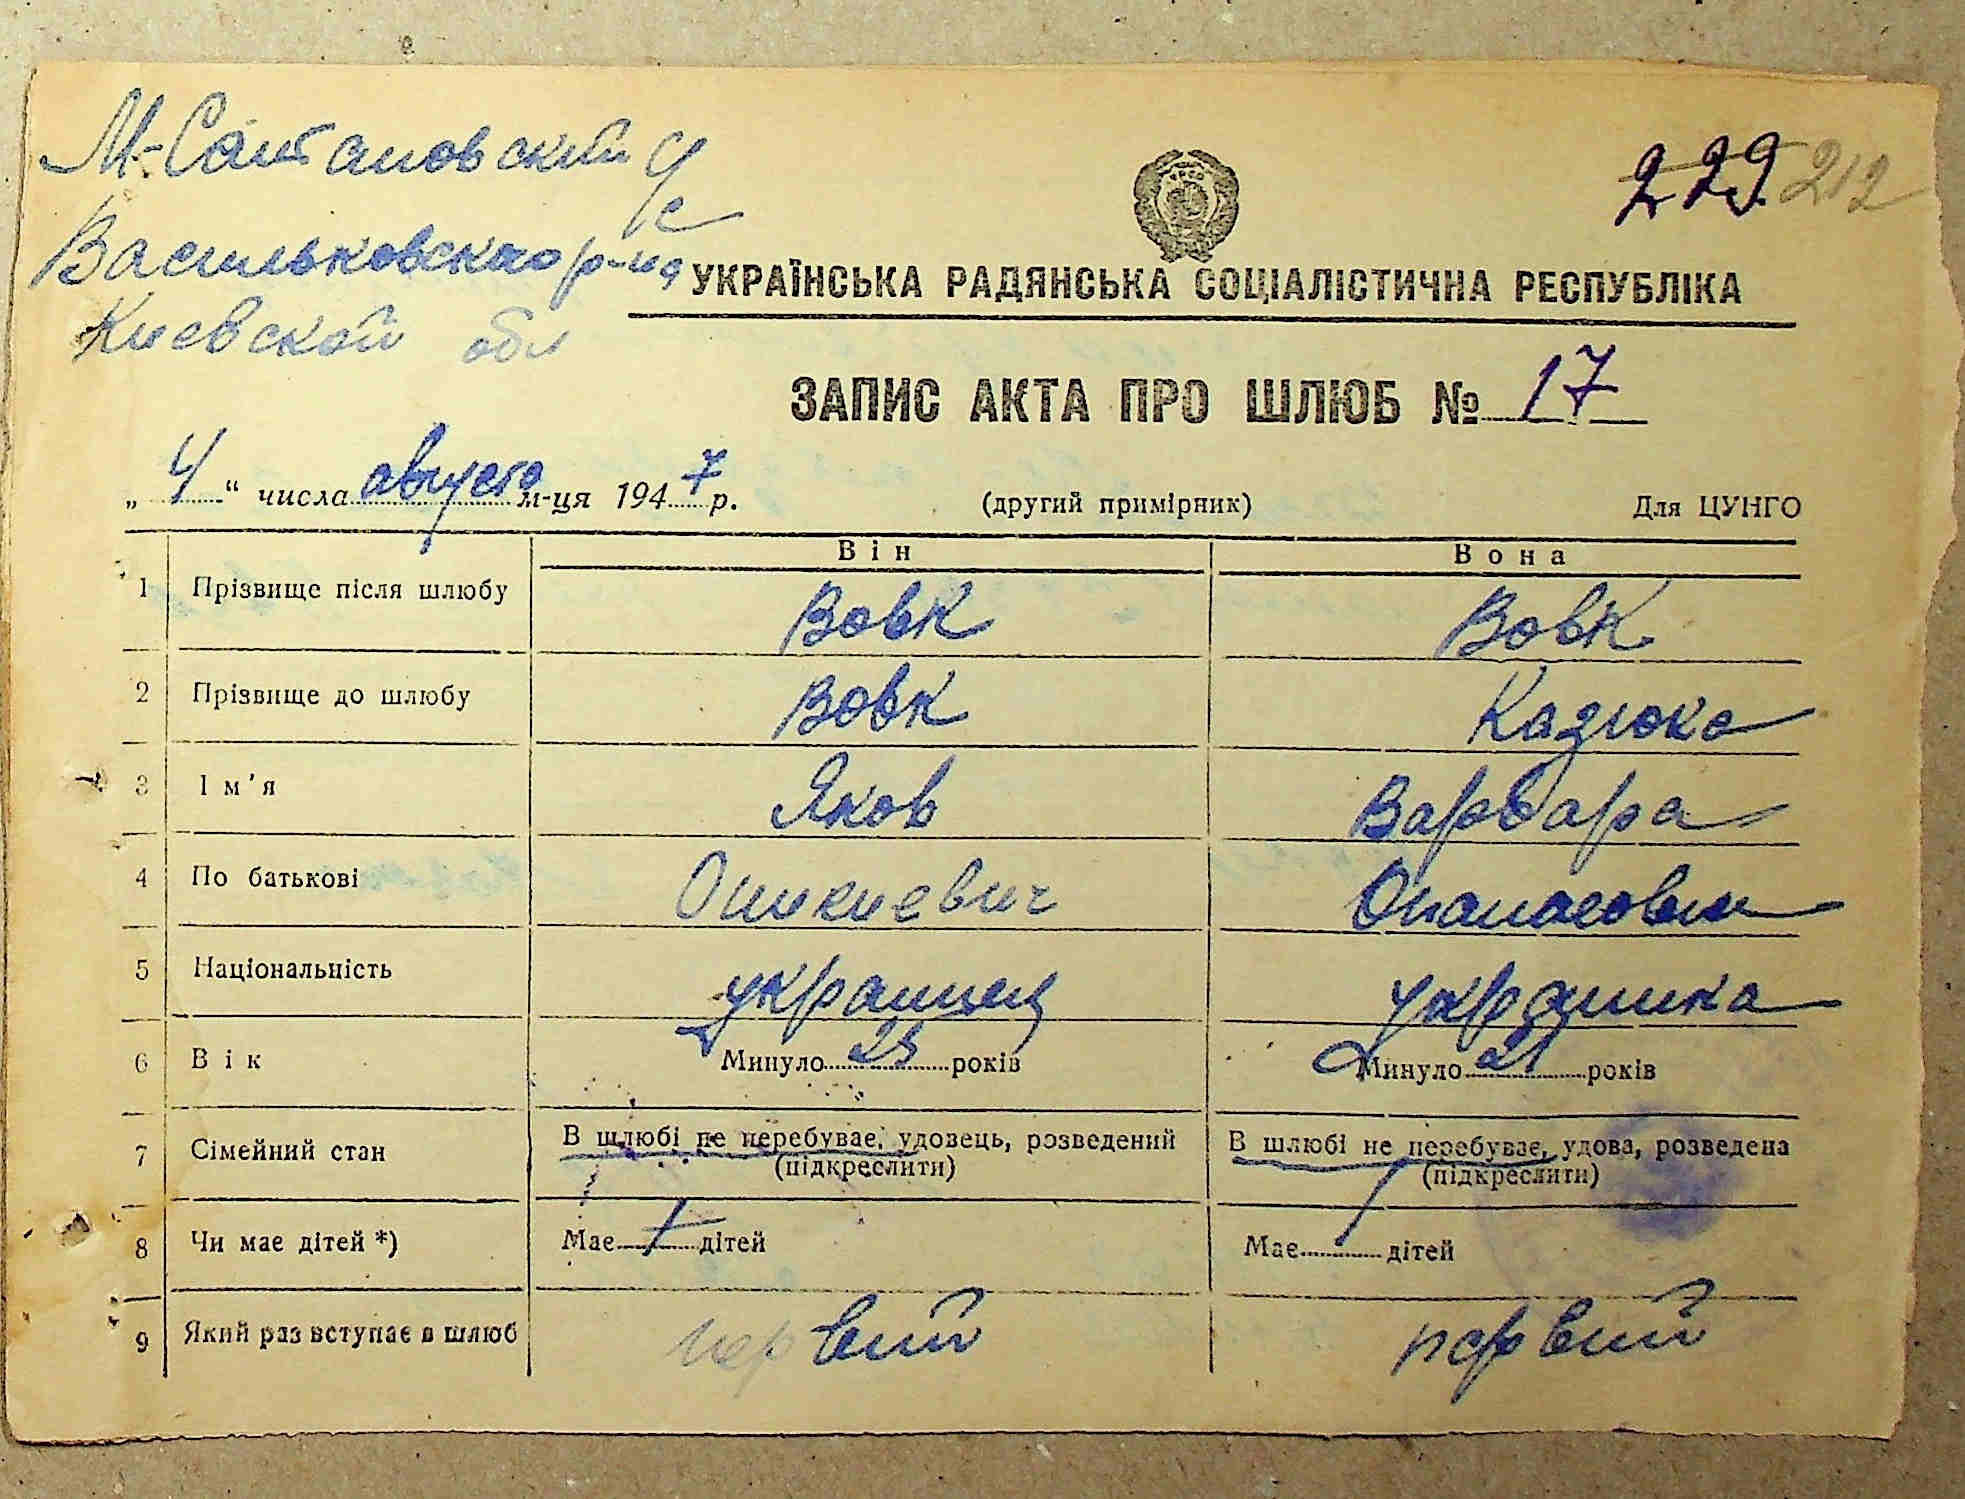 М-Салтановский с/с
Васильковского р-на
Киевской обл
229 212
УКРАЇНСЬКА РАДЯНСЬКА СОЦІАЛІСТИЧНА РЕСПУБЛІКА
ЗАПИС АКТА ПРО ШЛЮБ № 17
„4“ числа августа м-ця 1947 р. (другий примірник) Для ЦУНГО
Він Вона
1 Прізвище після шлюбу Вовк Вовк
2 Прізвище до шлюбу Вовк Кадюка
3 Ім'я Яков Варвара
4 По батькові Оникиевич Опанасовна
5 Національність украинец украинка
6 Вік Минуло 23 років Минуло 21 років
7 Сімейний стан В шлюбі не перебуває, удовець, розведений В шлюбі не перебуває, удова, розведена
(підкреслити) (підкреслити)
8 Чи має дітей *) Має дітей Має дітей
9 Який раз вступає в шлюб первий первий